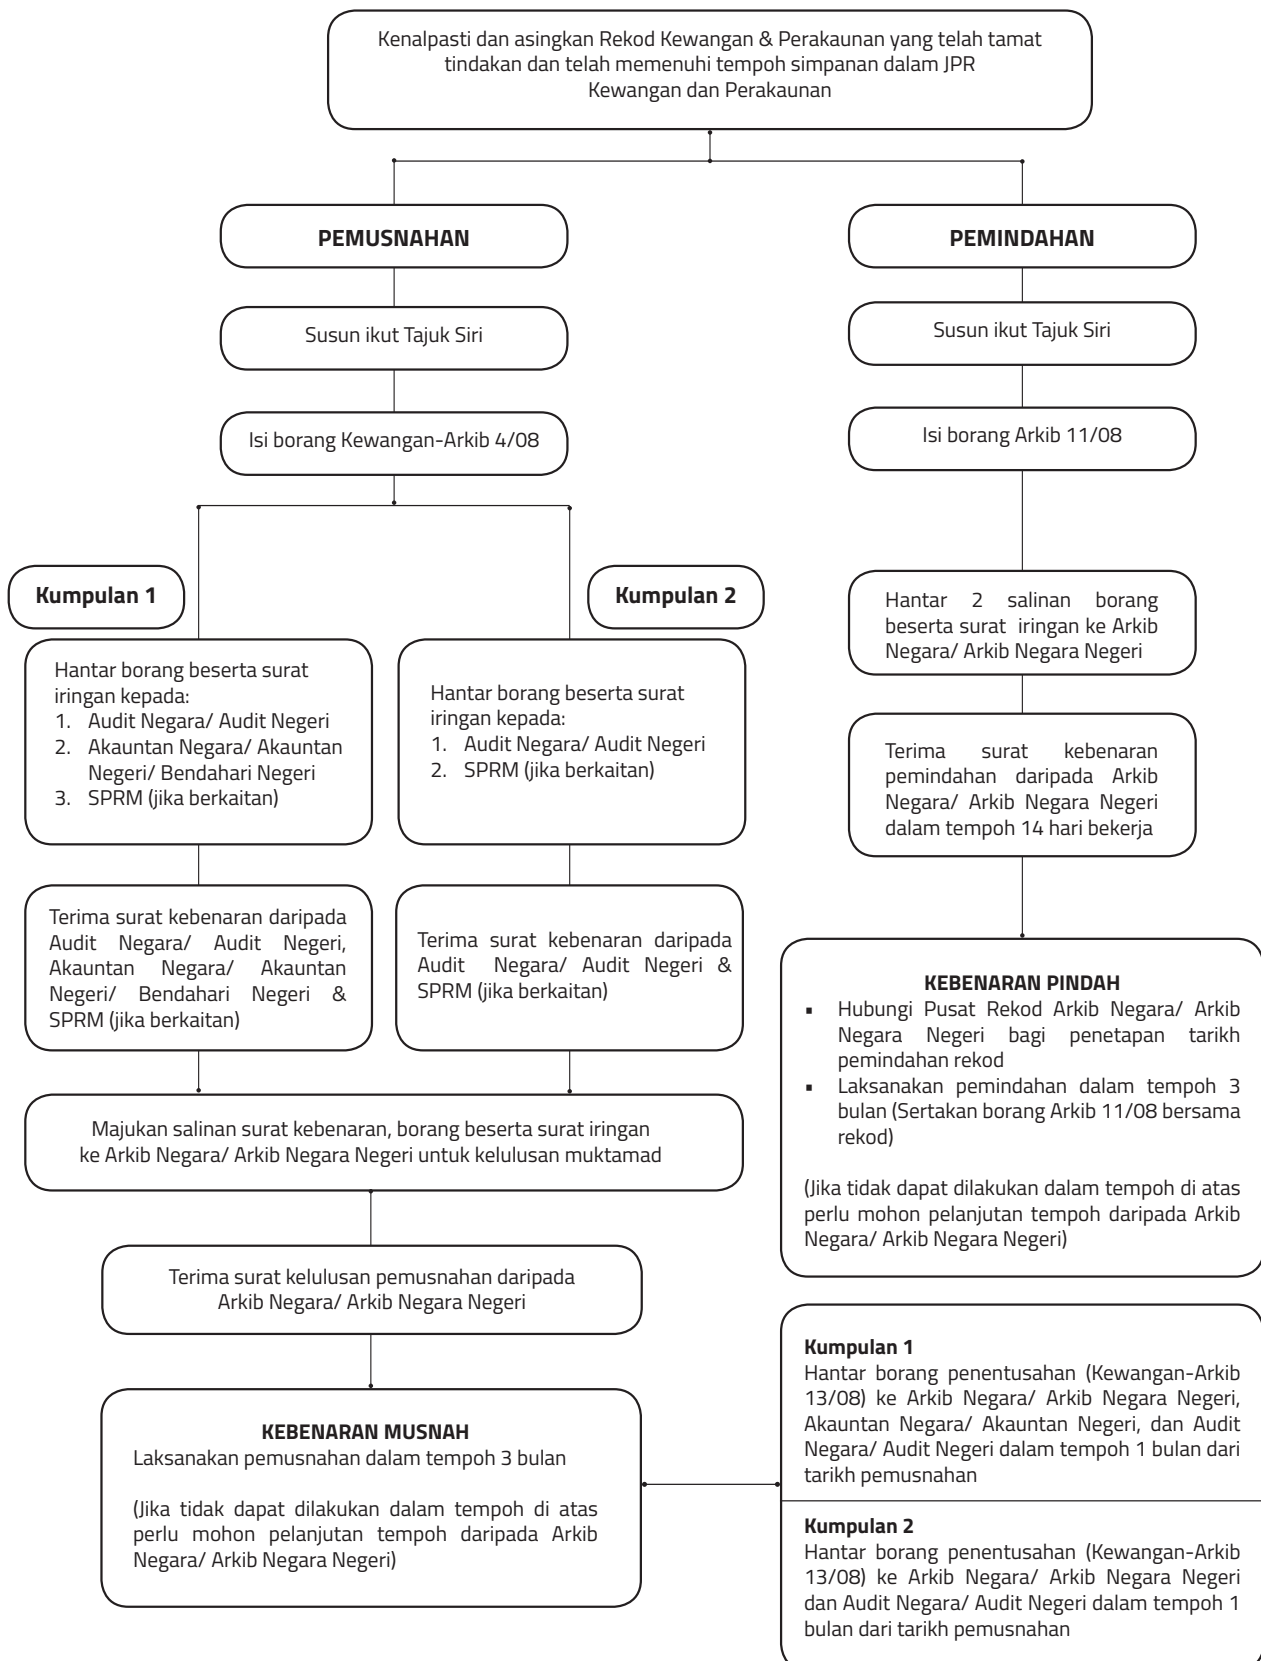 Kenalpasti dan asingkan Rekod Kewangan & Perakaunan yang telah tamat
tindakan dan telah memenuhi tempoh simpanan dalam JPR
Kewangan dan Perakaunan
PEMUSNAHAN
Susun ikut Tajuk Siri
Isi borang Kewangan-Arkib 4/08
Kumpulan 1
Hantar borang beserta surat
iringan kepada:
1. Audit Negara/ Audit Negeri
2. Akauntan Negara/ Akauntan
Negeri/ Bendahari Negeri
3. SPRM (jika berkaitan)
Terima surat kebenaran daripada
Audit Negara/ Audit Negeri,
Akauntan Negara/ Akauntan
Negeri/ Bendahari Negeri &
SPRM (jika berkaitan)
Kumpulan 2
Hantar borang beserta surat
iringan kepada:
1. Audit Negara/ Audit Negeri
2. SPRM (jika berkaitan)
Terima surat kebenaran daripada
Audit Negara/ Audit Negeri &
SPRM (jika berkaitan)
Majukan salinan surat kebenaran, borang beserta surat iringan
ke Arkib Negara/ Arkib Negara Negeri untuk kelulusan muktamad
Terima surat kelulusan pemusnahan daripada
Arkib Negara/ Arkib Negara Negeri
KEBENARAN MUSNAH
Laksanakan pemusnahan dalam tempoh 3 bulan
(Jika tidak dapat dilakukan dalam tempoh di atas
perlu mohon pelanjutan tempoh daripada Arkib
Negara/ Arkib Negara Negeri)
PEMINDAHAN
Susun ikut Tajuk Siri
Isi borang Arkib 11/08
Hantar 2 salinan borang
beserta surat iringan ke Arkib
Negara/ Arkib Negara Negeri
Terima surat kebenaran
pemindahan daripada Arkib
Negara/ Arkib Negara Negeri
dalam tempoh 14 hari bekerja
KEBENARAN PINDAH
▪ Hubungi Pusat Rekod Arkib Negara/ Arkib
Negara Negeri bagi penetapan tarikh
pemindahan rekod
▪ Laksanakan pemindahan dalam tempoh 3
bulan (Sertakan borang Arkib 11/08 bersama
rekod)
(Jika tidak dapat dilakukan dalam tempoh di atas
perlu mohon pelanjutan tempoh daripada Arkib
Negara/ Arkib Negara Negeri)
Kumpulan 1
Hantar borang penentusahan (Kewangan-Arkib
13/08) ke Arkib Negara/ Arkib Negara Negeri,
Akauntan Negara/ Akauntan Negeri, dan Audit
Negara/ Audit Negeri dalam tempoh 1 bulan dari
tarikh pemusnahan
Kumpulan 2
Hantar borang penentusahan (Kewangan-Arkib
13/08) ke Arkib Negara/ Arkib Negara Negeri
dan Audit Negara/ Audit Negeri dalam tempoh 1
bulan dari tarikh pemusnahan